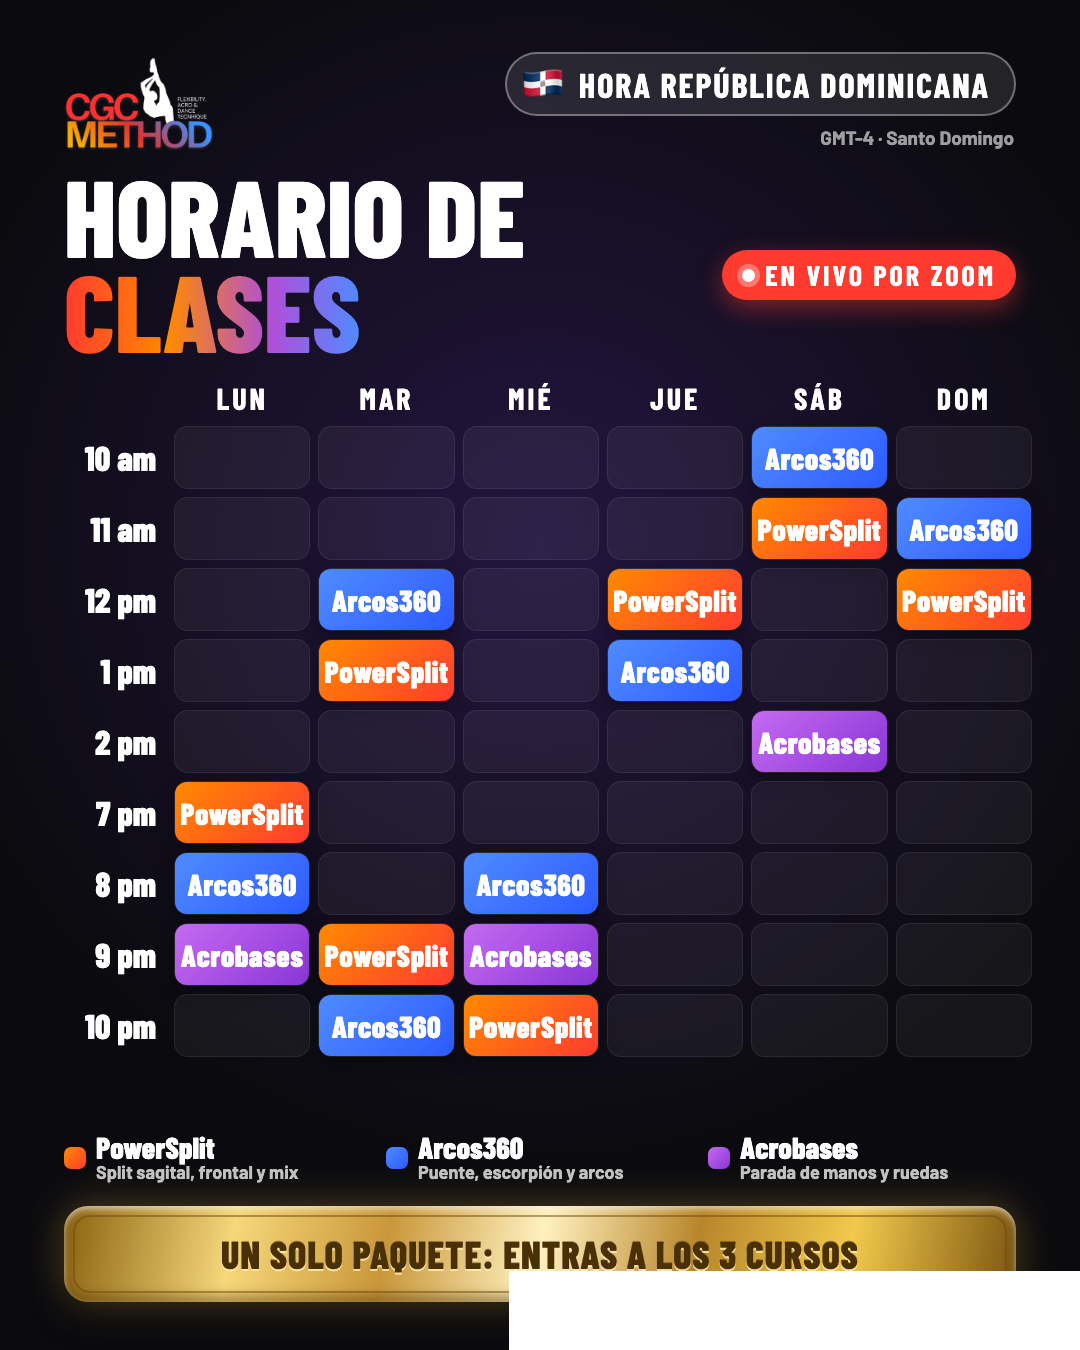 CGC
METHOD
FLEXIBILITY,
ACRO &
DANCE
TECNHIQUE
HORA REPÚBLICA DOMINICANA
GMT-4 · Santo Domingo
HORARIO DE
CLASES
EN VIVO POR ZOOM
LUN MAR MIÉ JUE SÁB DOM
10 am Arcos360
11 am PowerSplit Arcos360
12 pm Arcos360 PowerSplit PowerSplit
1 pm PowerSplit Arcos360
2 pm Acrobases
7 pm PowerSplit
8 pm Arcos360 Arcos360
9 pm Acrobases PowerSplit Acrobases
10 pm Arcos360 PowerSplit
PowerSplit
Split sagital, frontal y mix
Arcos360
Puente, escorpión y arcos
Acrobases
Parada de manos y ruedas
UN SOLO PAQUETE: ENTRAS A LOS 3 CURSOS